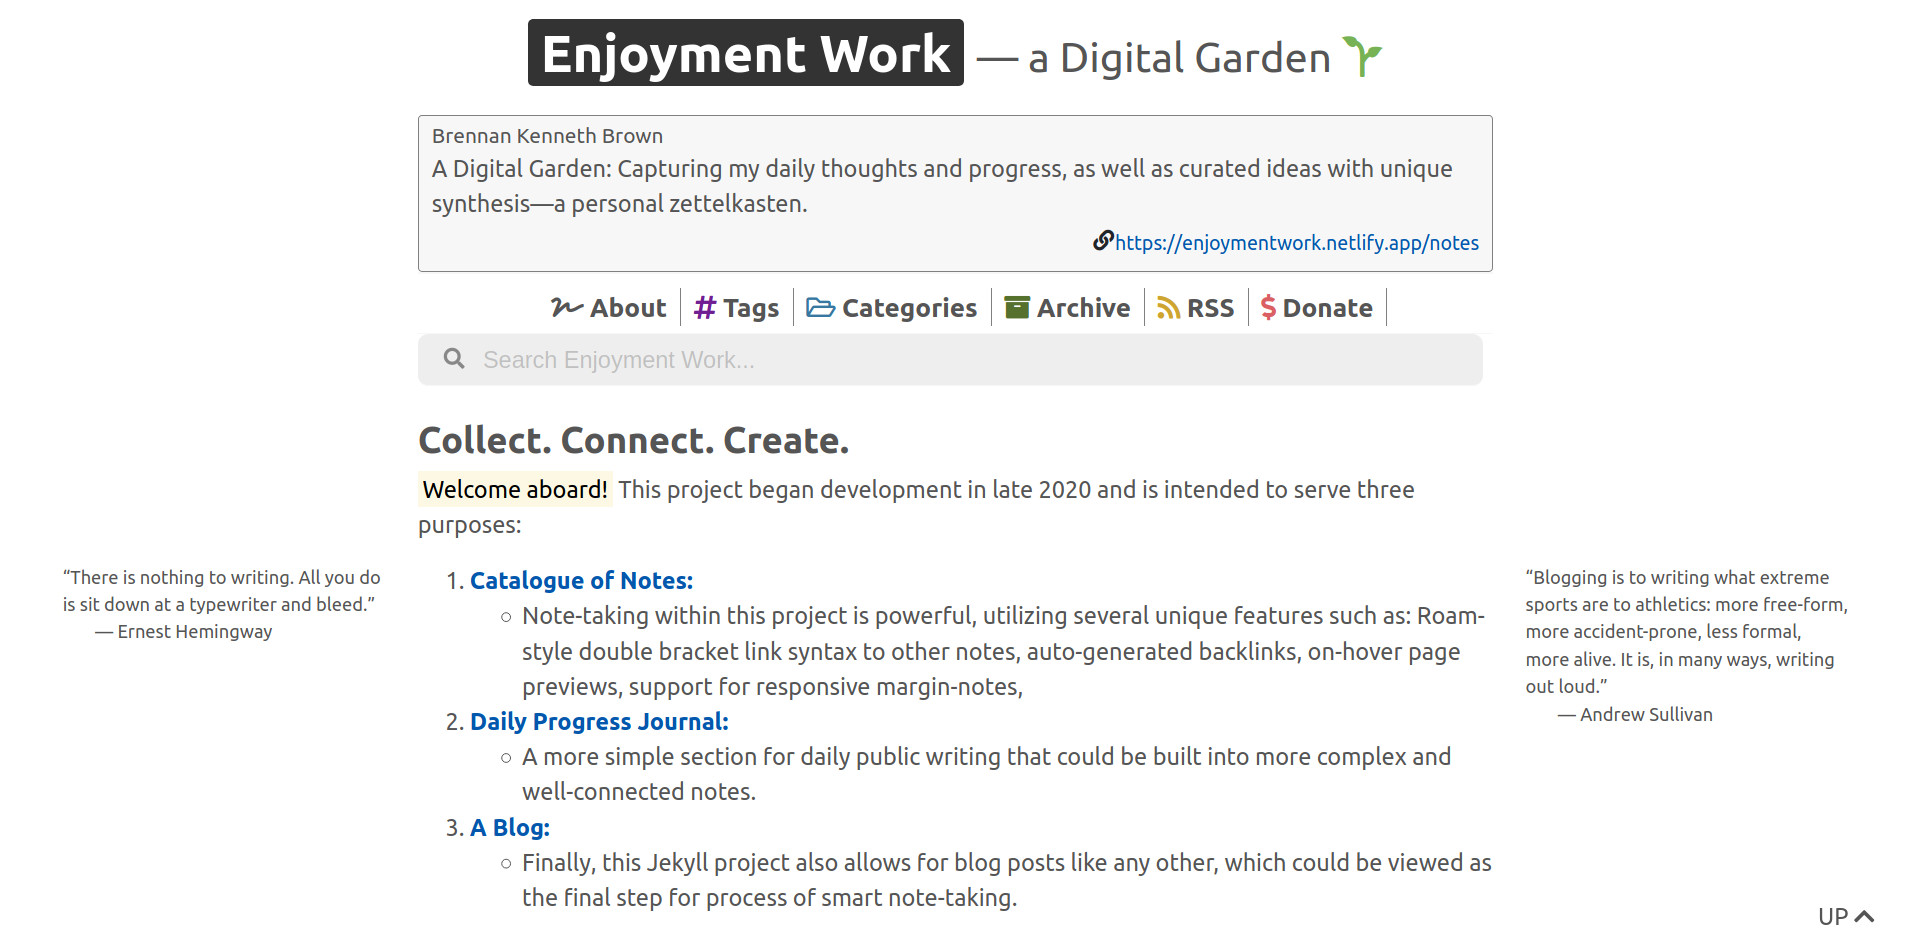 Enjoyment Work — a Digital Garden
Brennan Kenneth Brown
A Digital Garden: Capturing my daily thoughts and progress, as well as curated ideas with unique
synthesis—a personal zettelkasten.
https://enjoymentwork.netlify.app/notes
About # Tags Categories Archive RSS $ Donate
Search Enjoyment Work...
Collect. Connect. Create.
Welcome aboard! This project began development in late 2020 and is intended to serve three
purposes:
“There is nothing to writing. All you do
is sit down at a typewriter and bleed.”
— Ernest Hemingway
1. Catalogue of Notes:
○ Note-taking within this project is powerful, utilizing several unique features such as: Roam-
style double bracket link syntax to other notes, auto-generated backlinks, on-hover page
previews, support for responsive margin-notes,
2. Daily Progress Journal:
○ A more simple section for daily public writing that could be built into more complex and
well-connected notes.
3. A Blog:
○ Finally, this Jekyll project also allows for blog posts like any other, which could be viewed as
the final step for process of smart note-taking.
“Blogging is to writing what extreme
sports are to athletics: more free-form,
more accident-prone, less formal,
more alive. It is, in many ways, writing
out loud.”
— Andrew Sullivan
UP